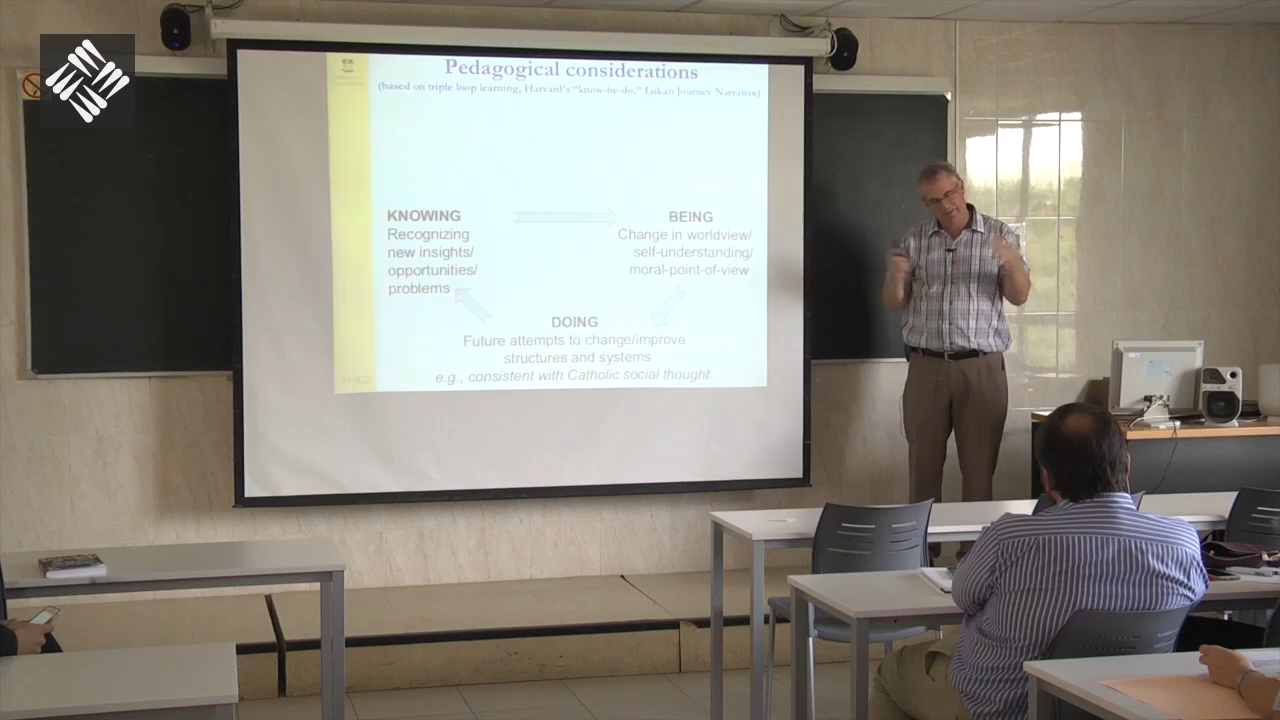 Pedagogical considerations
(based on triple loop learning, Harvard's "know-be-do," Lukan Journey Narrative)
KNOWING
Recognizing
new insights/
opportunities/
problems
BEING
Change in worldview/
self-understanding/
moral-point-of-view
DOING
Future attempts to change/improve
structures and systems
e.g., consistent with Catholic social thought